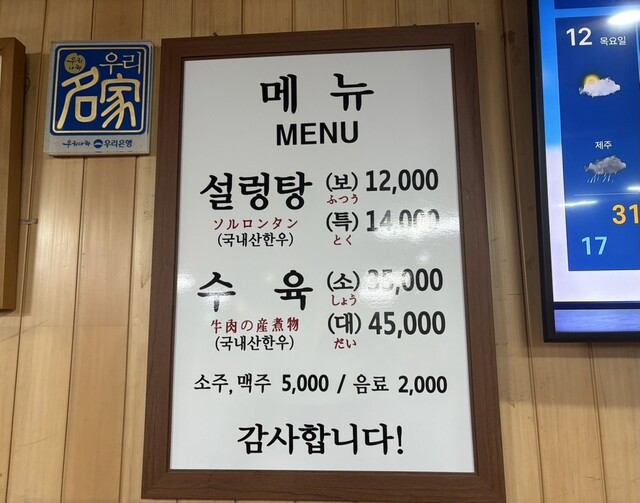 우리
名家
우리나라 우리은행
메뉴
MENU
설렁탕 (보) 12,000
ふつう
ソルロンタン (특) 14,000
(국내산한우) とく
수육 (소) 35,000
しょう
牛肉の産煮物 (대) 45,000
(국내산한우) だい
소주, 맥주 5,000 / 음료 2,000
감사합니다!
12 목요일
제주
31
17